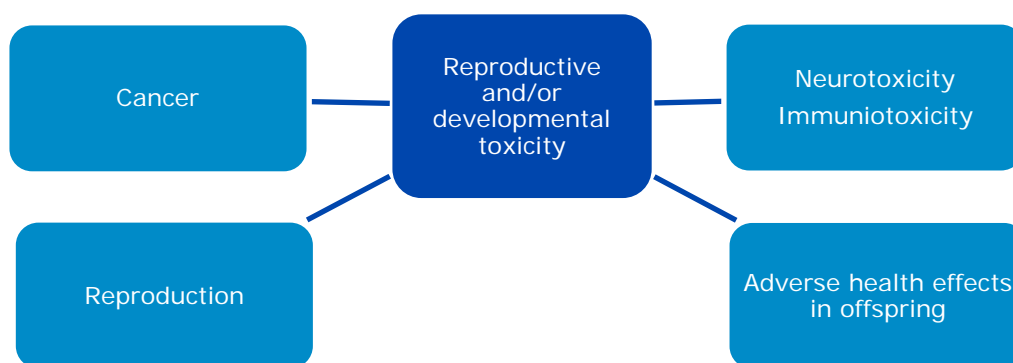 Cancer
Reproductive
and/or
developmental
toxicity
Neurotoxicity
Immuniotoxicity
Reproduction
Adverse health effects
in offspring